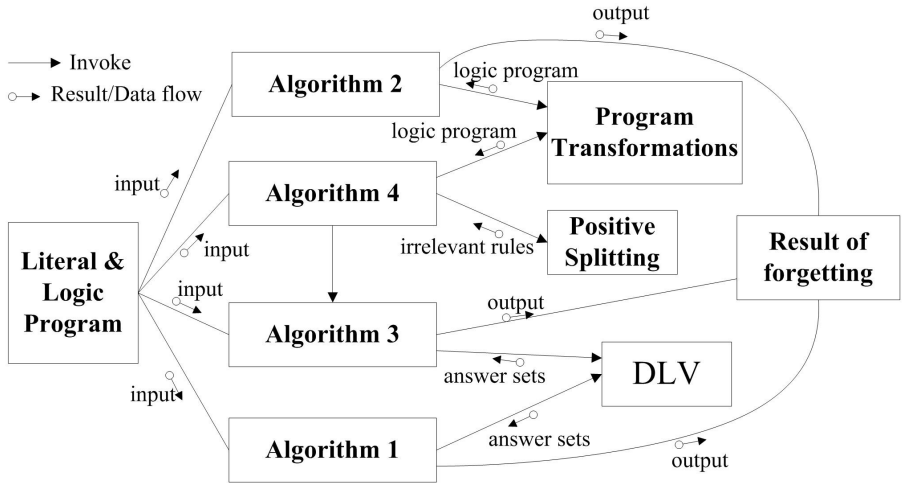 Invoke
Result/Data flow
output
Algorithm 2
logic program
Program
Transformations
logic program
input
Algorithm 4
Literal &
Logic
Program
input
irrelevant rules
Positive
Splitting
Result of
forgetting
input
Algorithm 3
output
answer sets
DLV
input
Algorithm 1
answer sets
output